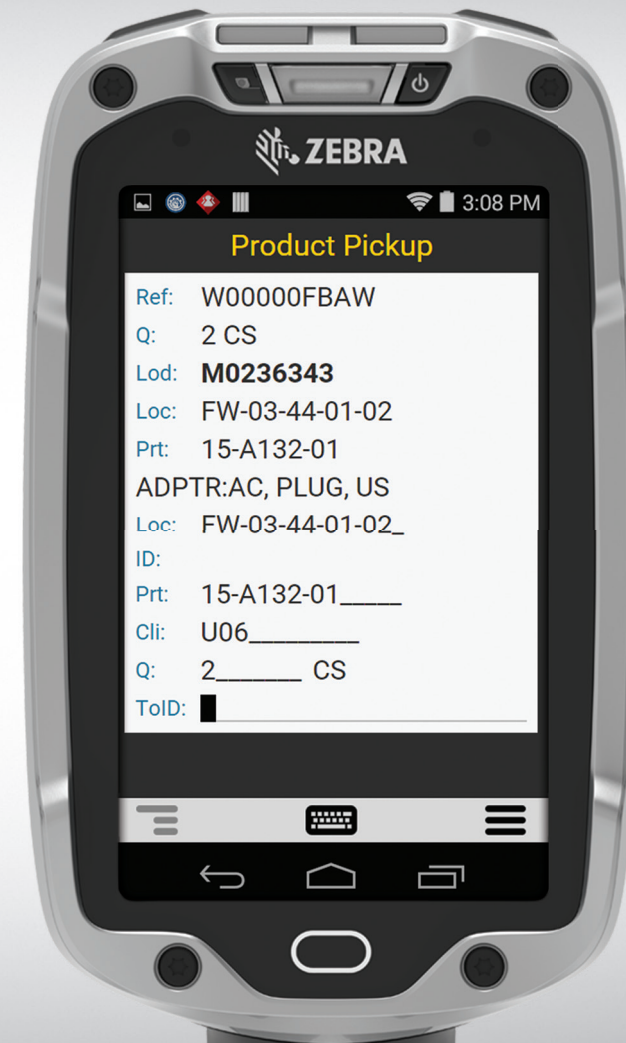 ZEBRA
3:08 PM
Product Pickup
Ref: W00000FBAW
Q: 2 CS
Lod: M0236343
Loc: FW-03-44-01-02
Prt: 15-A132-01
ADPTR:AC, PLUG, US
Loc: FW-03-44-01-02_
ID:
Prt: 15-A132-01_____
Cli: U06_________
Q: 2_______ CS
ToID: